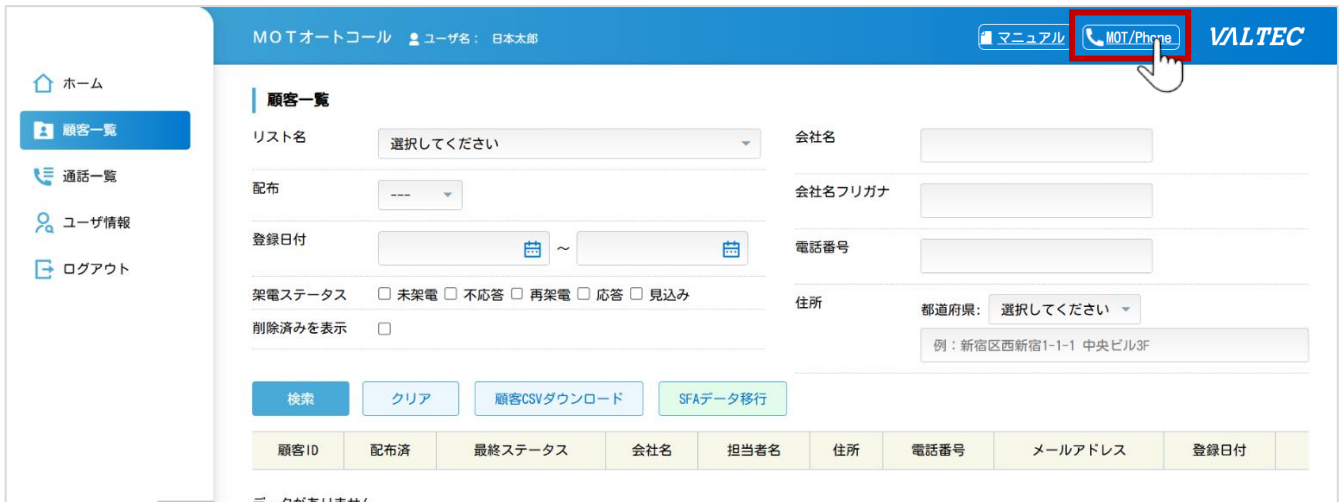 MOTオートコール ユーザ名： 日本太郎 マニュアル MOT/Phone VALTEC
ホーム
顧客一覧
通話一覧
ユーザ情報
ログアウト
顧客一覧
リスト名 選択してください
配布 ---
登録日付 ～
架電ステータス 未架電 不応答 再架電 応答 見込み
削除済みを表示
会社名
会社名フリガナ
電話番号
住所 都道府県: 選択してください
例：新宿区西新宿1-1-1 中央ビル3F
検索 クリア 顧客CSVダウンロード SFAデータ移行
顧客ID 配布済 最終ステータス 会社名 担当者名 住所 電話番号 メールアドレス 登録日付
データがありません